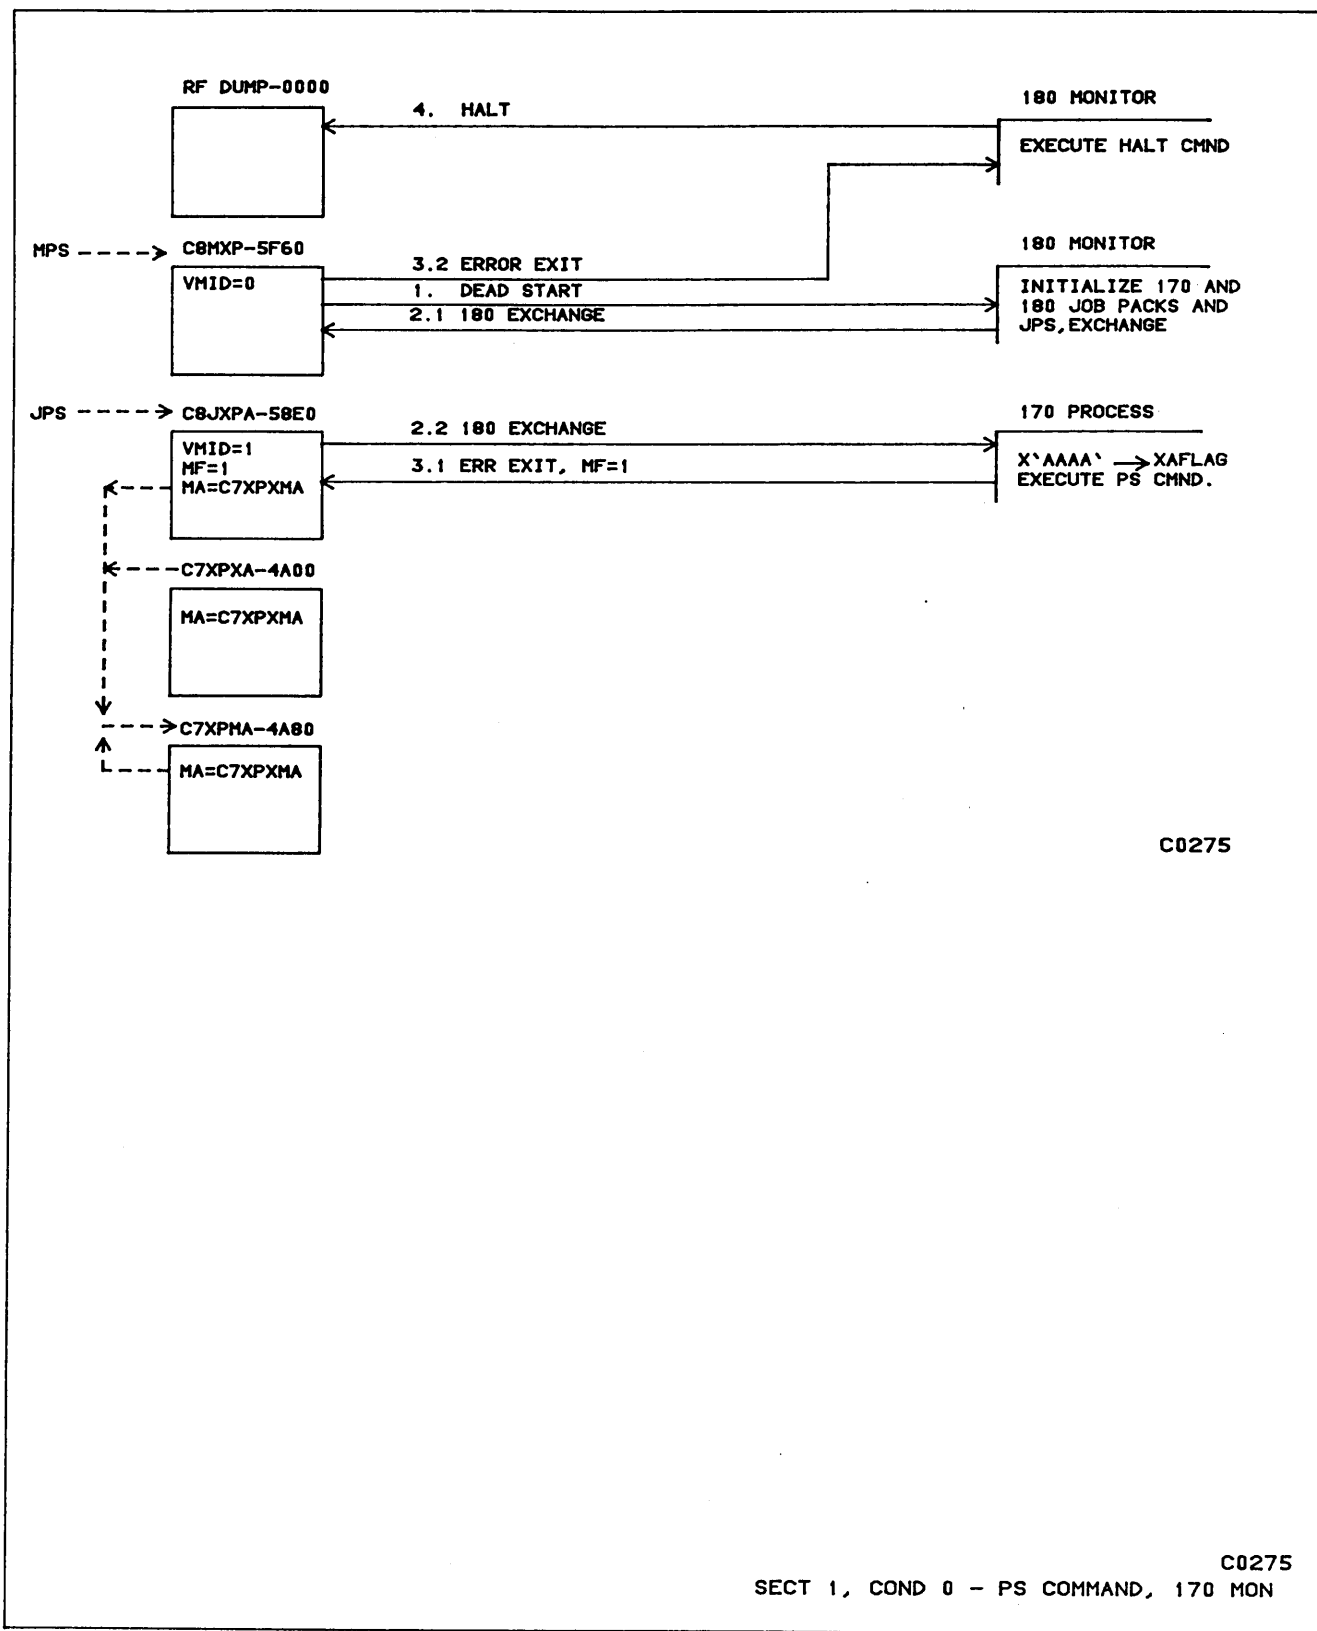 RF DUMP-0000
4. HALT
180 MONITOR
EXECUTE HALT CMND
MPS
C8MXP-5F60
VMID=0
3.2 ERROR EXIT
1. DEAD START
2.1 180 EXCHANGE
180 MONITOR
INITIALIZE 170 AND
180 JOB PACKS AND
JPS,EXCHANGE
JPS
C8JXPA-58E0
VMID=1
MF=1
MA=C7XPXMA
2.2 180 EXCHANGE
3.1 ERR EXIT, MF=1
170 PROCESS
X`AAAA` → XAFLAG
EXECUTE PS CMND.
C7XPXA-4A00
MA=C7XPXMA
C7XPMA-4A80
MA=C7XPXMA
C0275
C0275
SECT 1, COND 0 - PS COMMAND, 170 MON